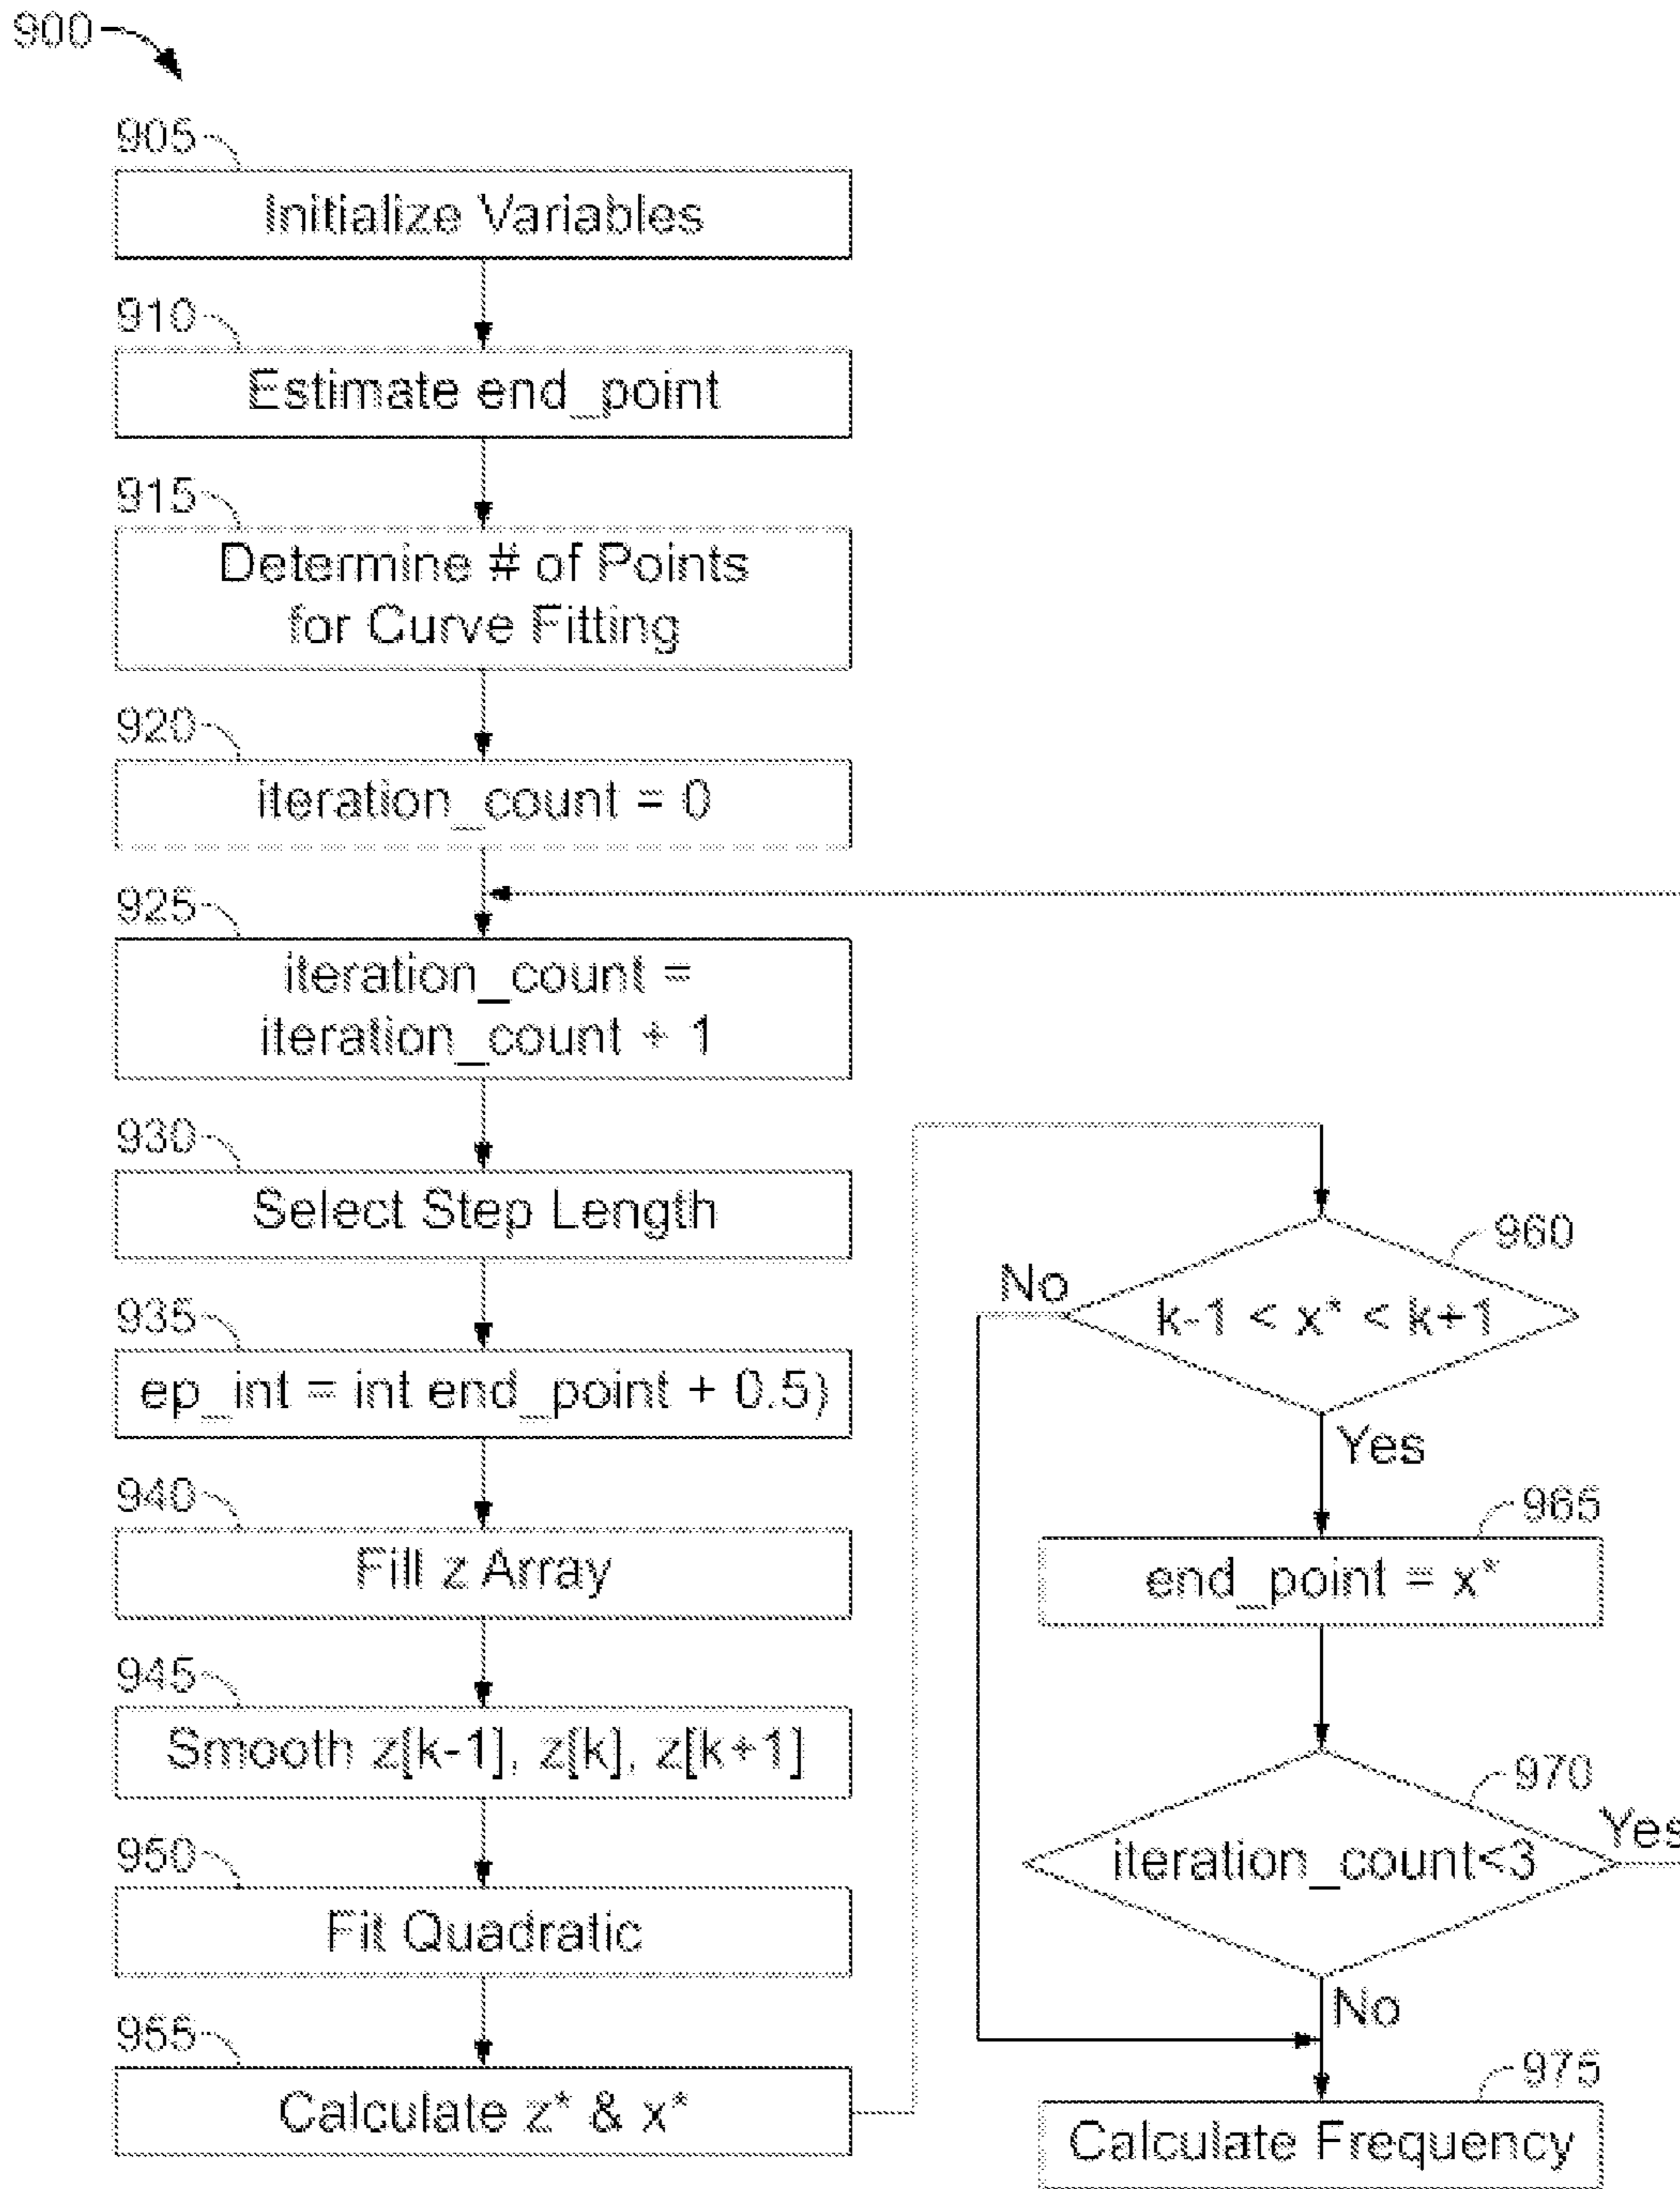 900
905
Initialize Variables
910
Estimate end_point
915
Determine # of Points
for Curve Fitting
920
iteration_count = 0
925
iteration_count =
iteration_count + 1
930
Select Step Length
935
ep_int = int end_point + 0.5)
940
Fill z Array
945
Smooth z[k-1], z[k], z[k+1]
950
Fit Quadratic
955
Calculate z* & x*
960
No
k-1 < x* < k+1
Yes
965
end_point = x*
970
Yes
iteration_count<3
No
975
Calculate Frequency